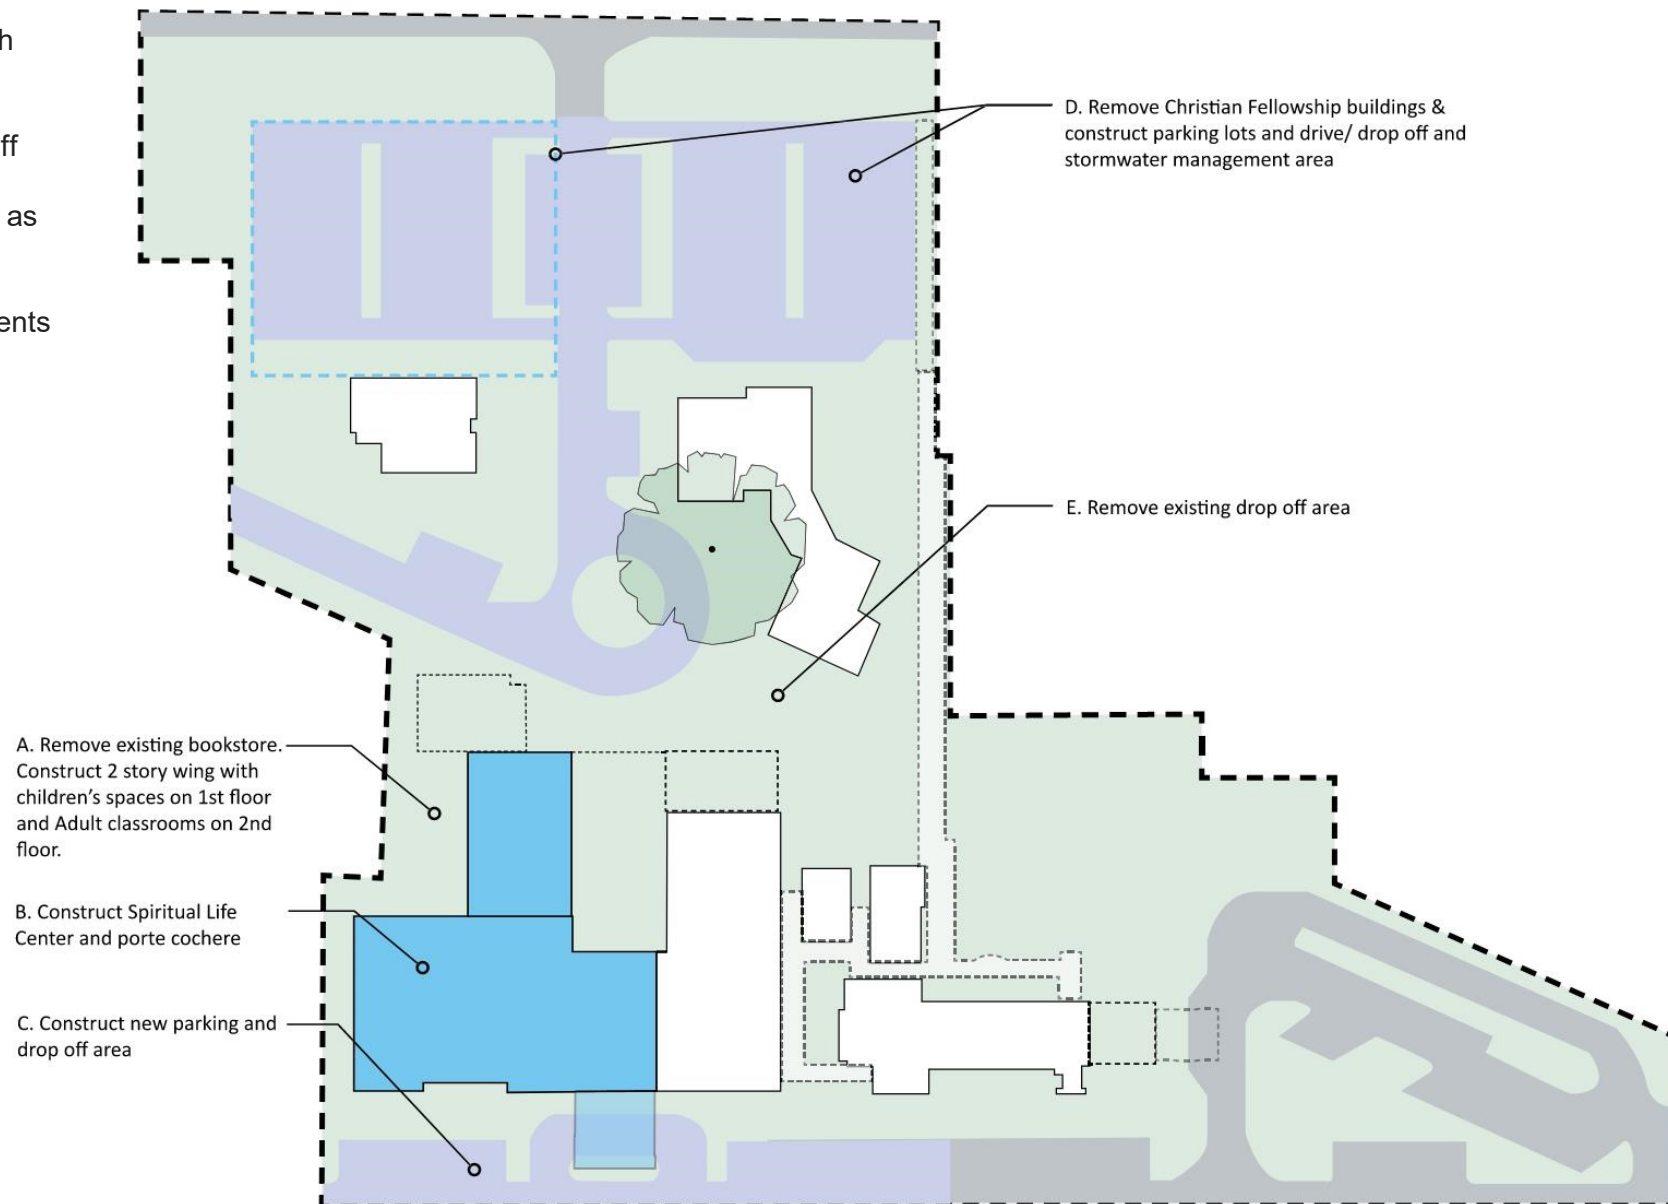 h
ff
as
ents
D. Remove Christian Fellowship buildings &
construct parking lots and drive/ drop off and
stormwater management area
E. Remove existing drop off area
A. Remove existing bookstore.
Construct 2 story wing with
children's spaces on 1st floor
and Adult classrooms on 2nd
floor.
B. Construct Spiritual Life
Center and porte cochere
C. Construct new parking and
drop off area